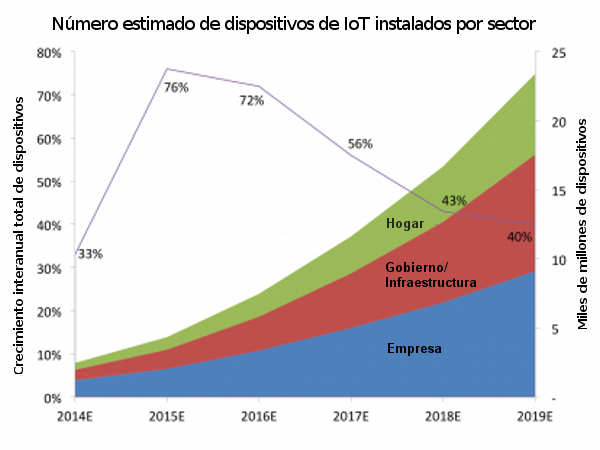 Número estimado de dispositivos de IoT instalados por sector
Crecimiento interanual total de dispositivos
80%
70%
60%
50%
40%
30%
20%
10%
0%
33%
76%
72%
56%
43%
40%
Hogar
Gobierno/
Infraestructura
Empresa
25
20
15
10
5
-
Miles de millones de dispositivos
2014E 2015E 2016E 2017E 2018E 2019E